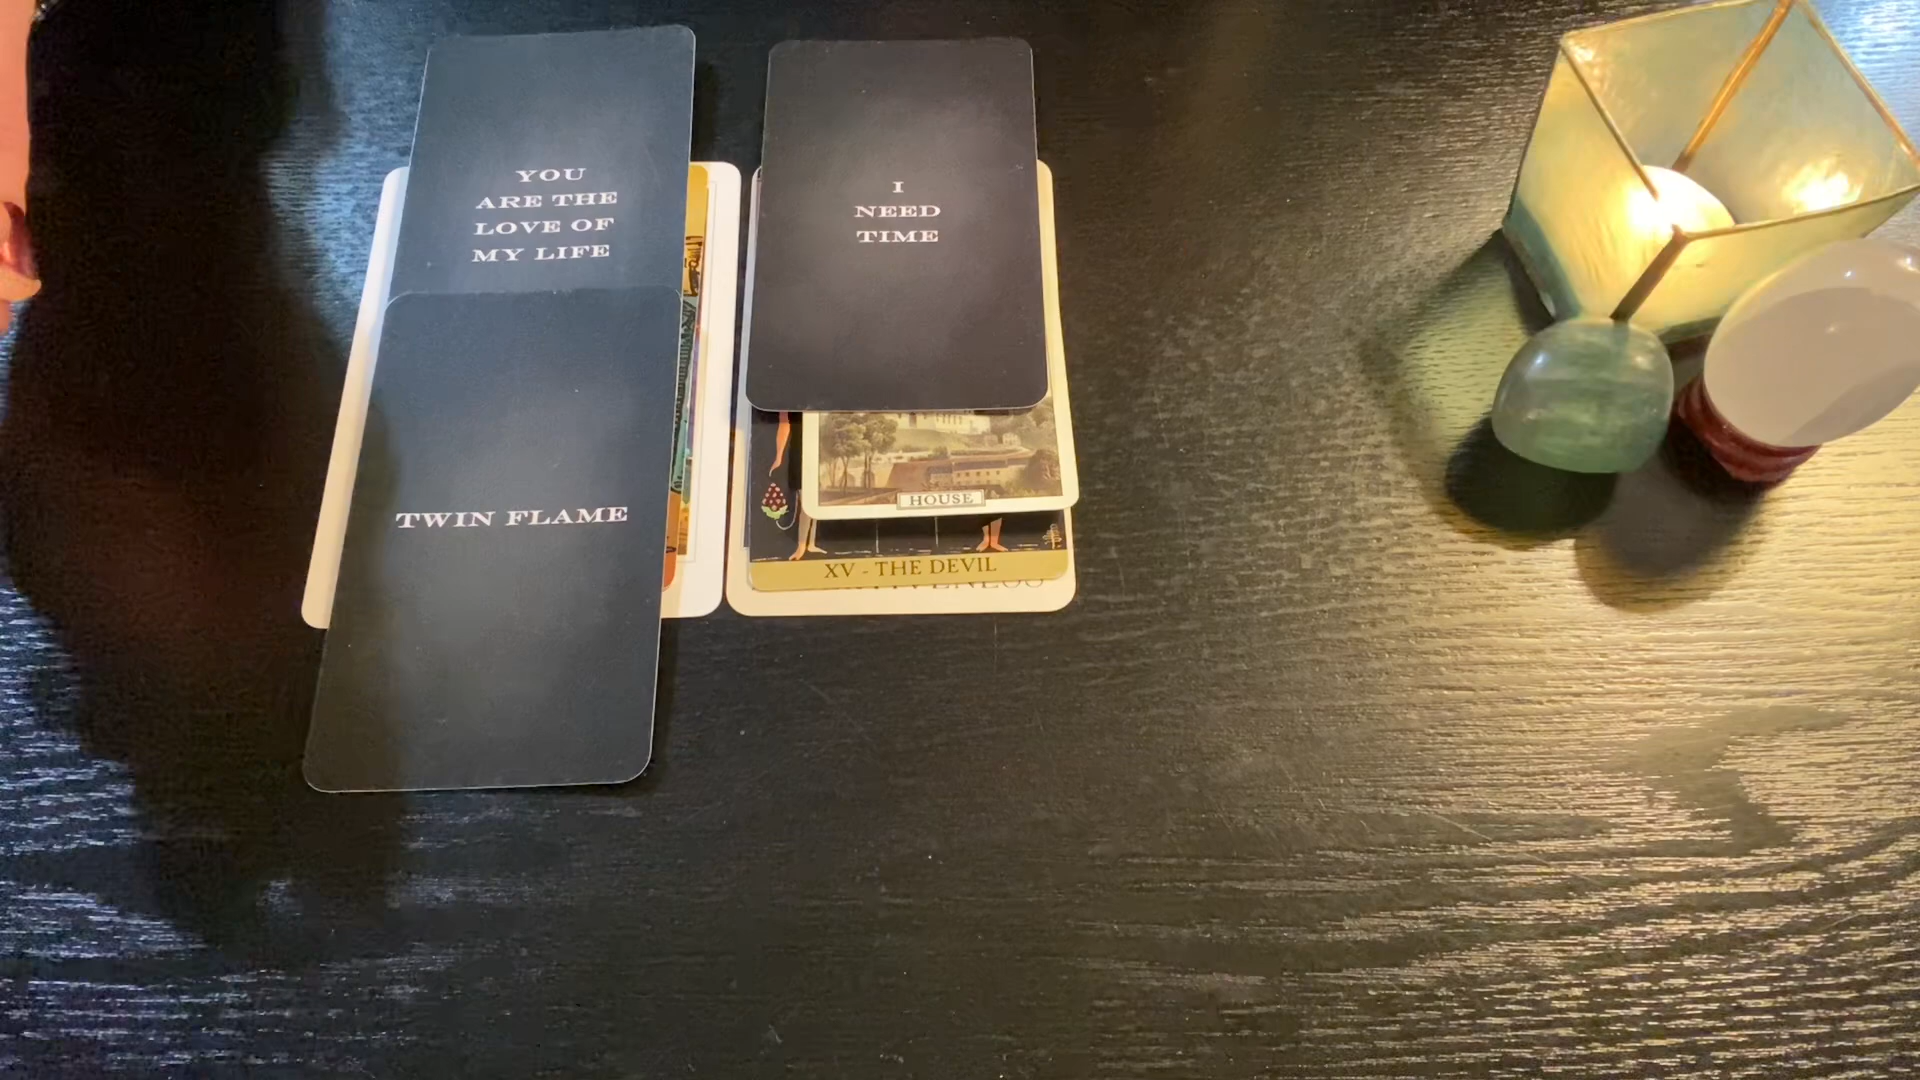 YOU
ARE THE
LOVE OF
MY LIFE
TWIN FLAME
I
NEED
TIME
HOUSE
XV - THE DEVIL